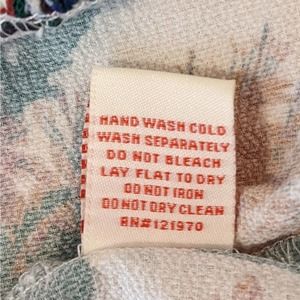 HAND WASH COLD
WASH SEPARATELY
DO NOT BLEACH
LAY FLAT TO DRY
DO NOT IRON
DO NOT DRY CLEAN
RN#121970